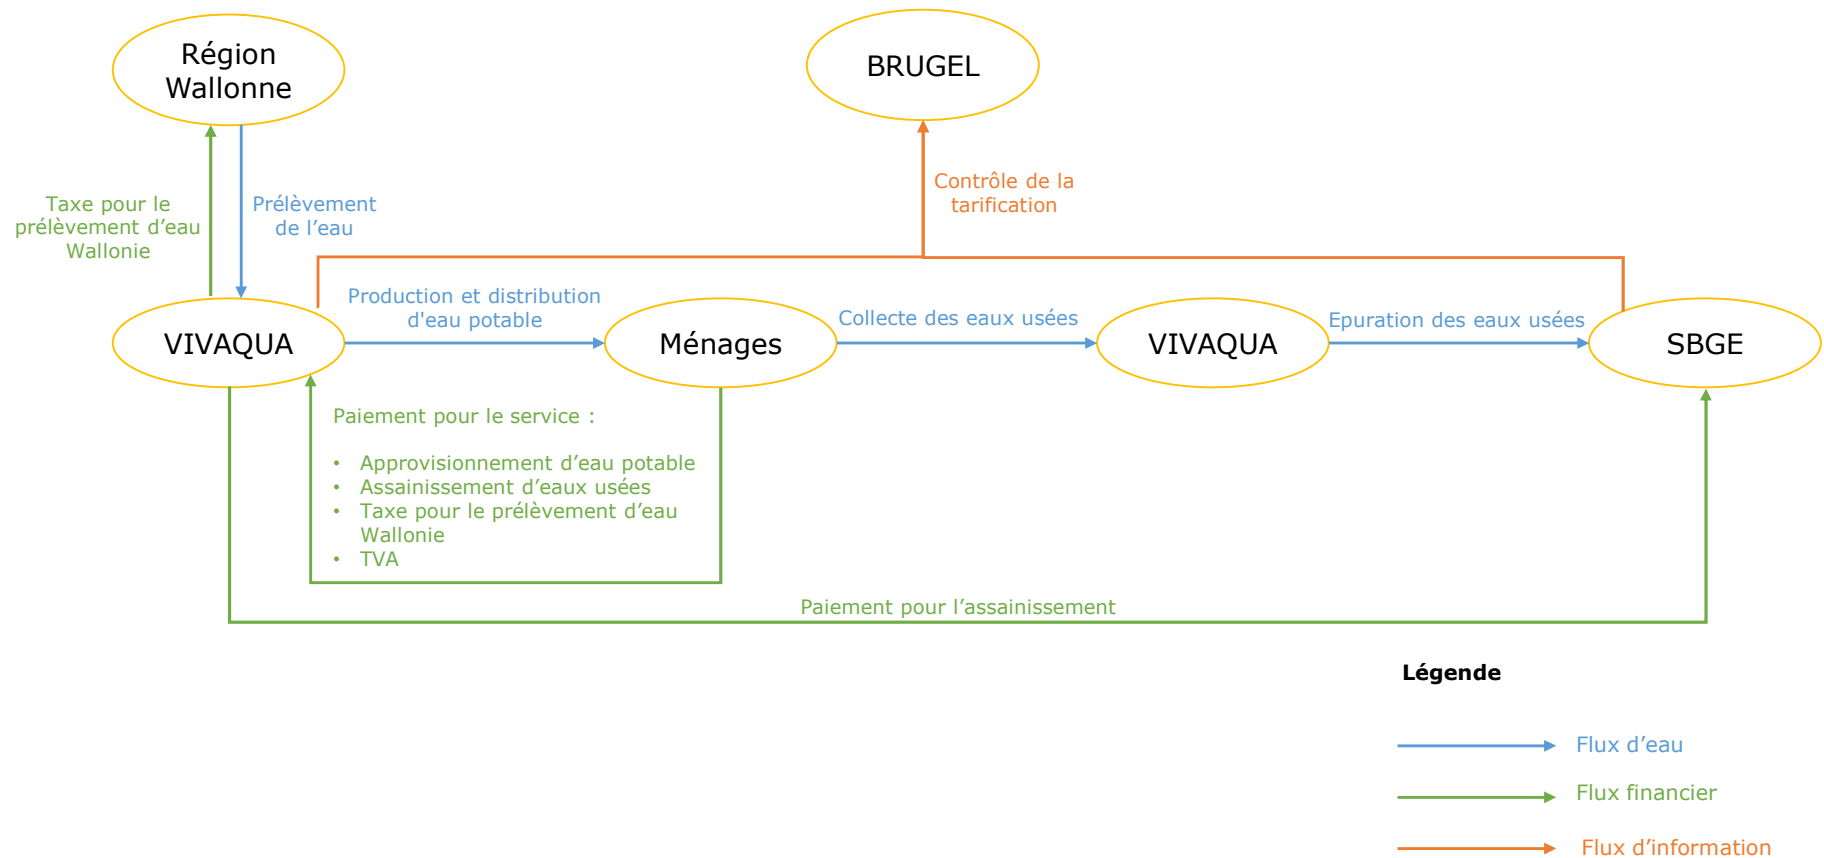 Région
Wallonne
BRUGEL
Contrôle de la
tarification
Taxe pour le
prélèvement d’eau
Wallonie
Prélèvement
de l’eau
Production et distribution
d'eau potable
Collecte des eaux usées
Epuration des eaux usées
VIVAQUA
Ménages
VIVAQUA
SBGE
Paiement pour le service :
• Approvisionnement d’eau potable
• Assainissement d’eaux usées
• Taxe pour le prélèvement d’eau
Wallonie
• TVA
Paiement pour l’assainissement
Légende
Flux d’eau
Flux financier
Flux d’information